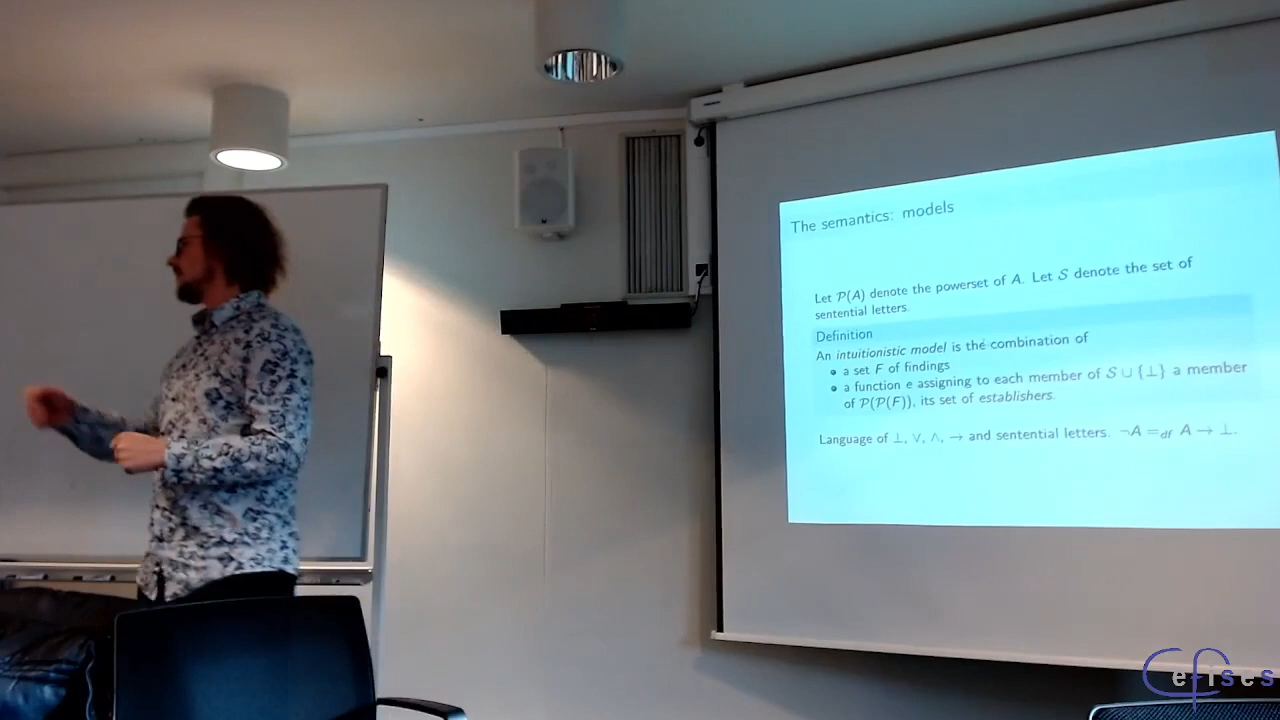 The semantics: models
Let P(A) denote the powerset of A. Let S denote the set of
sentential letters.
Definition
An intuitionistic model is the combination of
• a set F of findings
• a function e assigning to each member of S ∪ {⊥} a member
of P(P(F)), its set of establishers.
Language of ⊥, ∨, ∧, → and sentential letters. ¬A =df A → ⊥.
Cefises